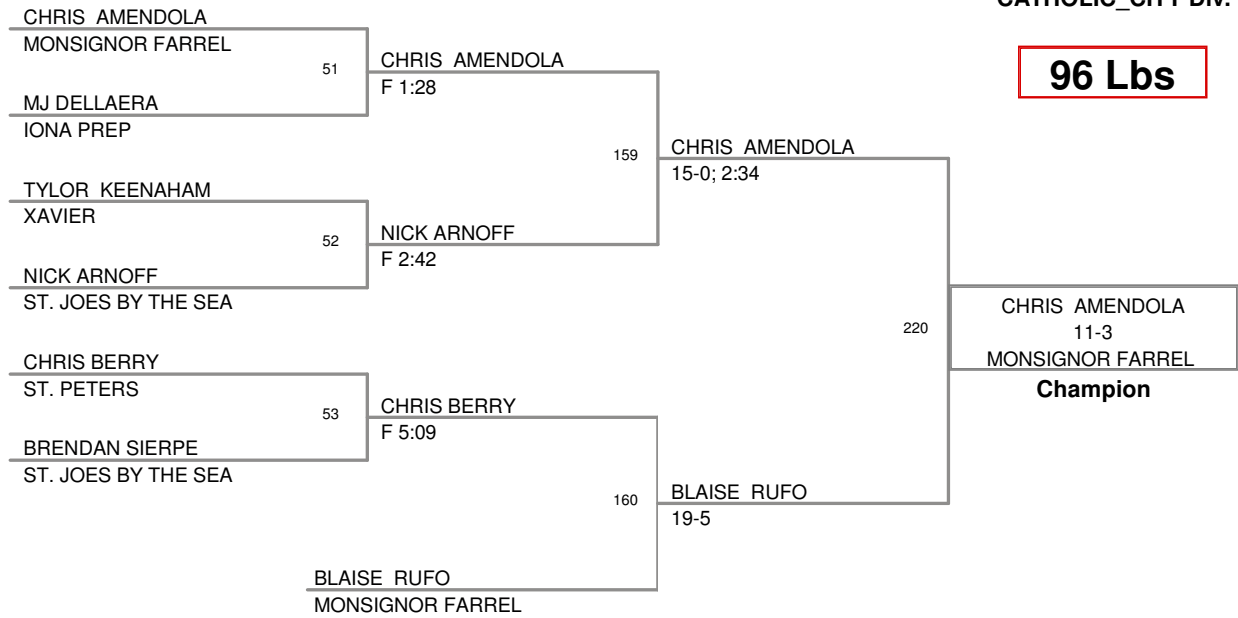 CATHOLIC_CITY DIV.
96 Lbs
CHRIS AMENDOLA
MONSIGNOR FARREL
51
MJ DELLAERA
IONA PREP
CHRIS AMENDOLA
F 1:28
TYLOR KEENAHAM
XAVIER
52
NICK ARNOFF
ST. JOES BY THE SEA
NICK ARNOFF
F 2:42
159
CHRIS AMENDOLA
15-0; 2:34
CHRIS BERRY
ST. PETERS
53
BRENDAN SIERPE
ST. JOES BY THE SEA
CHRIS BERRY
F 5:09
160
BLAISE RUFO
MONSIGNOR FARREL
BLAISE RUFO
19-5
220
CHRIS AMENDOLA
11-3
MONSIGNOR FARREL
Champion